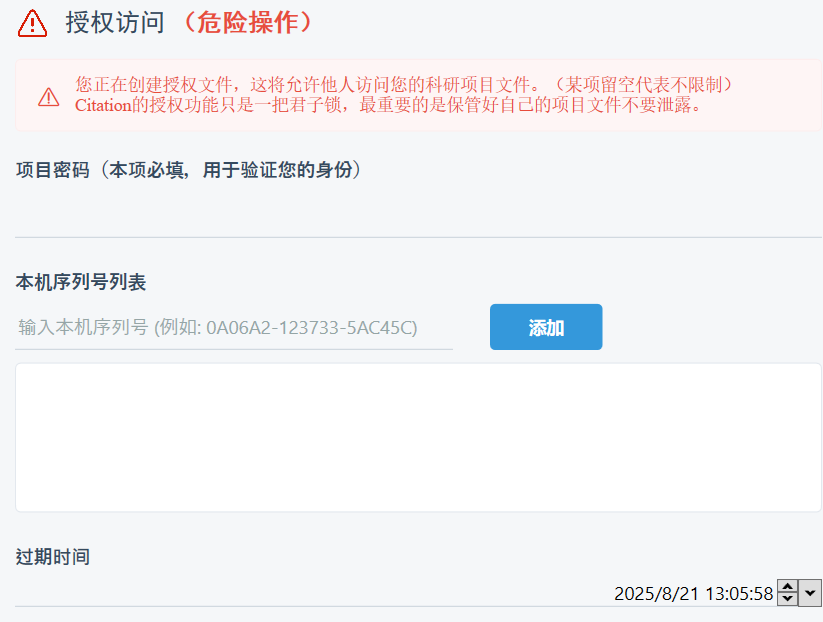 授权访问（危险操作）
您正在创建授权文件，这将允许他人访问您的科研项目文件。（某项留空代表不限制）
Citation的授权功能只是一把君子锁，最重要的是保管好自己的项目文件不要泄露。
项目密码（本项必填，用于验证您的身份）
本机序列号列表
输入本机序列号 (例如: 0A06A2-123733-5AC45C)
添加
过期时间
2025/8/21 13:05:58